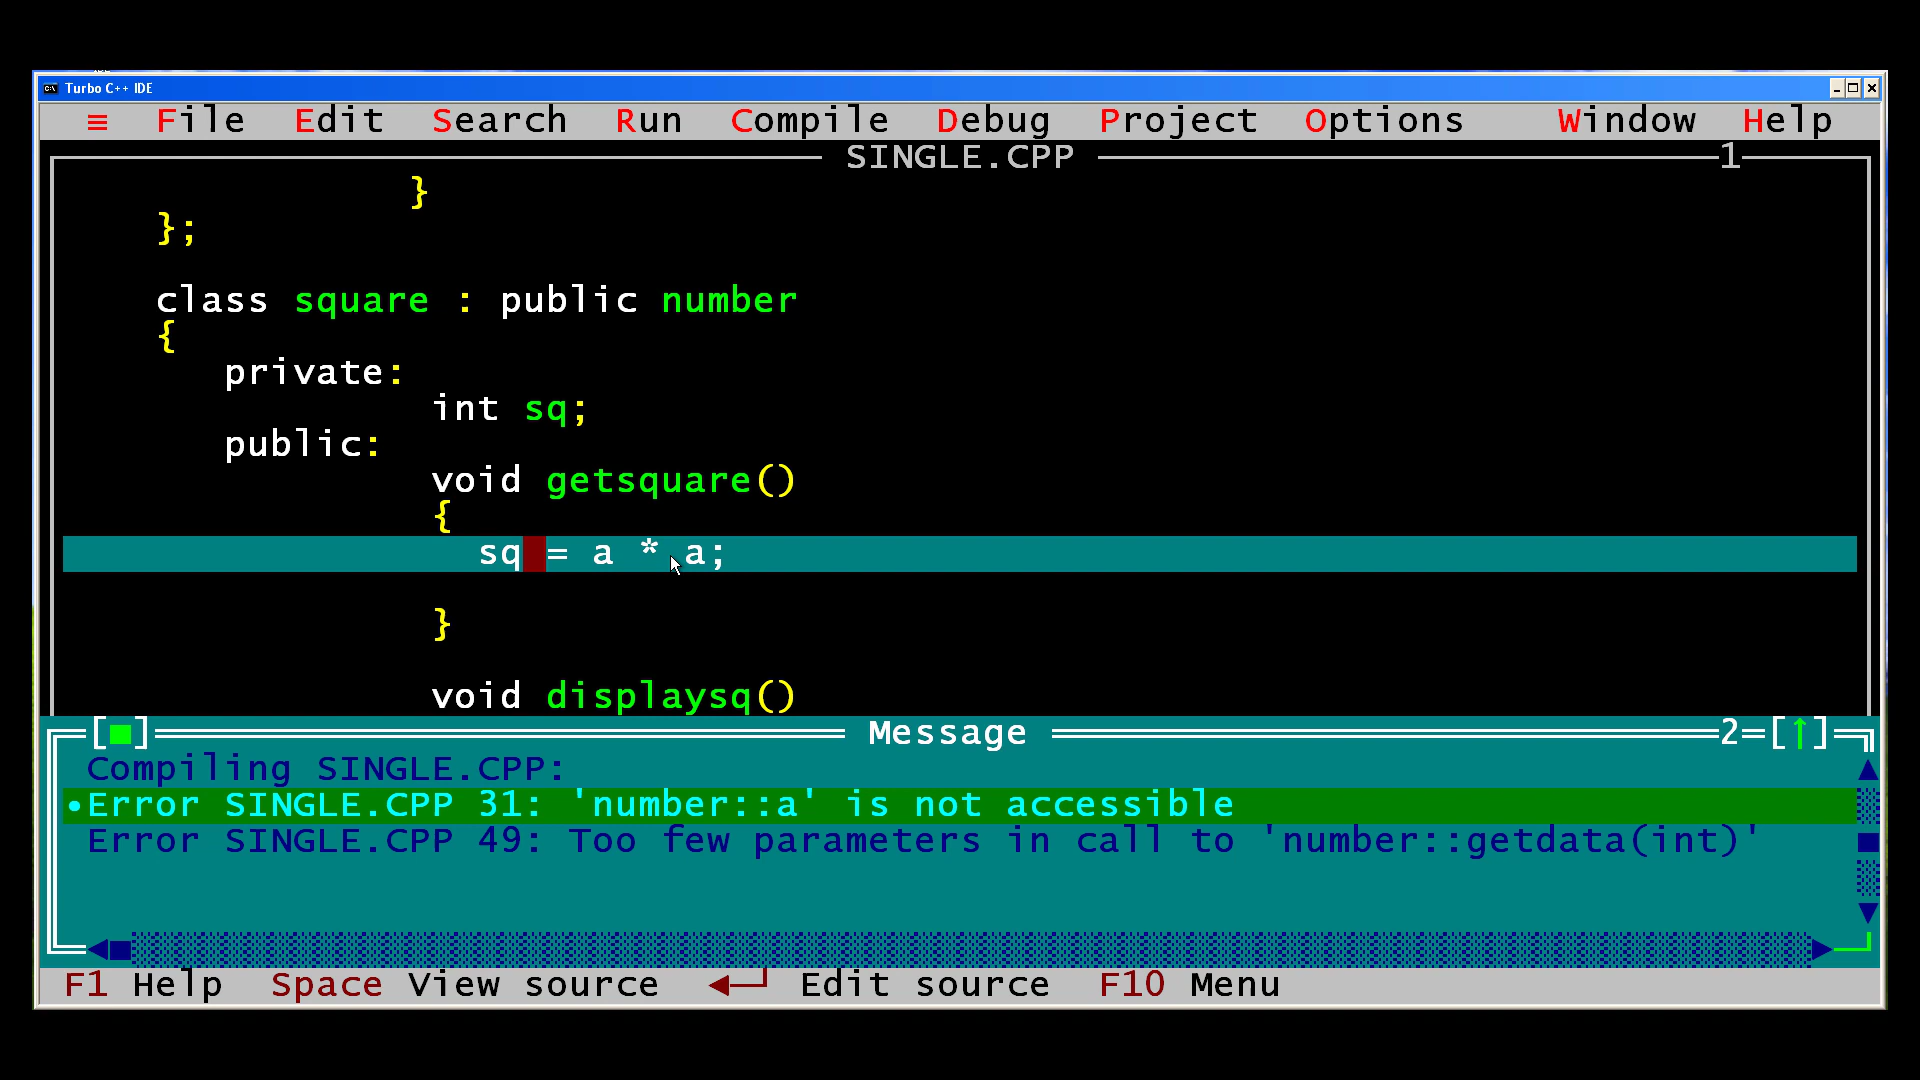 Turbo C++ IDE
≡ File Edit Search Run Compile Debug Project Options Window Help
SINGLE.CPP 1
}
};
class square : public number
{
private:
int sq;
public:
void getsquare()
{
sq = a * a;
}
void displaysq()
[■] Message 2=[↑]
Compiling SINGLE.CPP:
•Error SINGLE.CPP 31: 'number::a' is not accessible
Error SINGLE.CPP 49: Too few parameters in call to 'number::getdata(int)'
F1 Help Space View source ◄─┘ Edit source F10 Menu